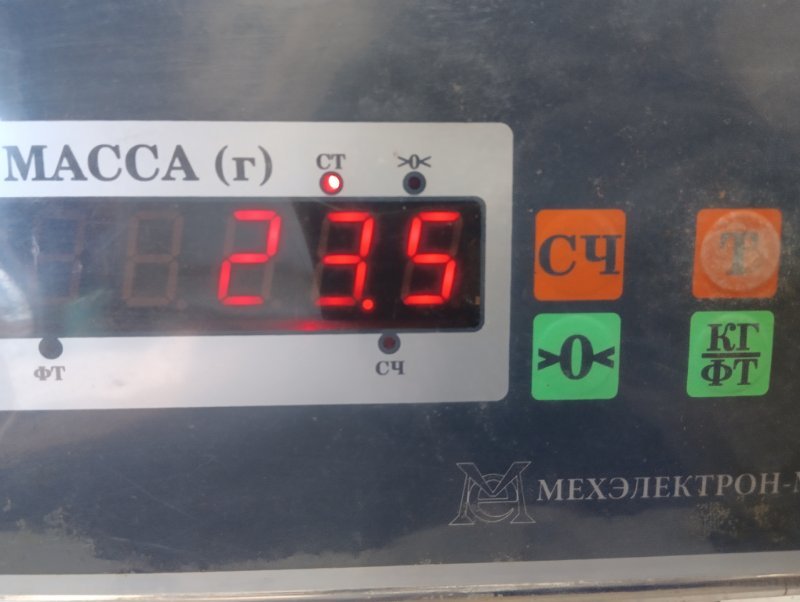 МАССА (г)
СТ
>0<
23.5
ФТ
СЧ
СЧ
Т
>0<
КГ
ФТ
МЕХЭЛЕКТРОН-М